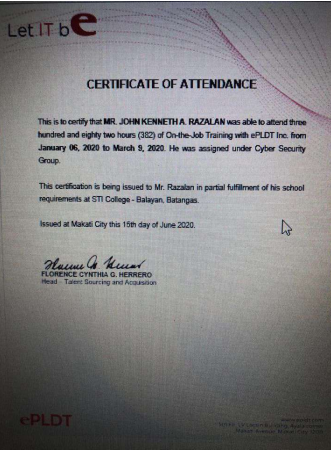 Let IT be
CERTIFICATE OF ATTENDANCE
This is to certify that MR. JOHN KENNETH A. RAZALAN was able to attend three
hundred and eighty two hours (382) of On-the-Job Training with ePLDT Inc. from
January 06, 2020 to March 9, 2020. He was assigned under Cyber Security
Group.
This certification is being issued to Mr. Razalan in partial fulfillment of his school
requirements at STI College - Balayan, Batangas.
Issued at Makati City this 15th day of June 2020.
FLORENCE CYNTHIA G. HERRERO
Head - Talent Sourcing and Acquisition
ePLDT